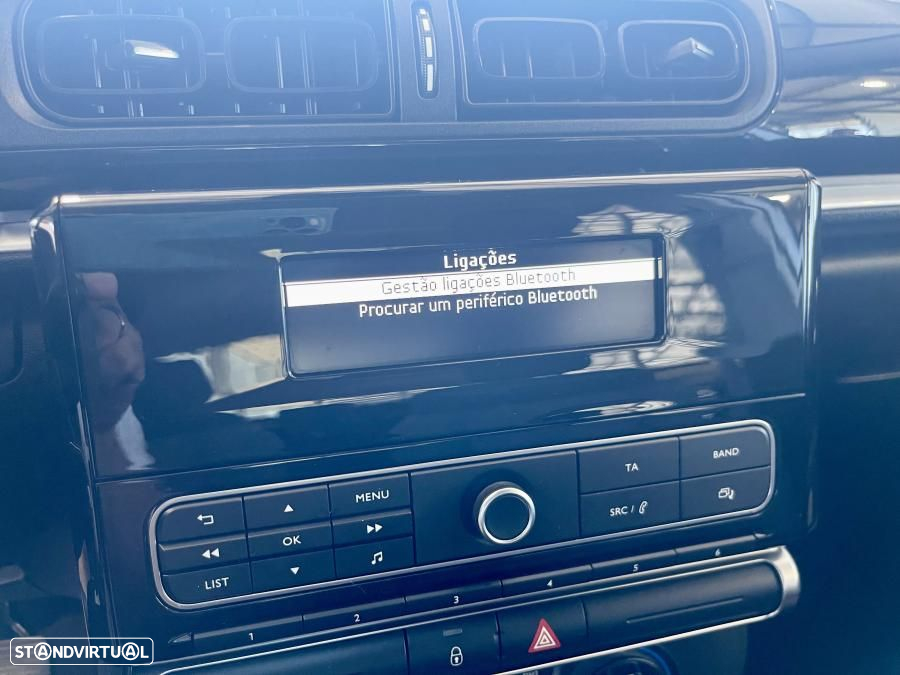 Ligações
Gestão ligações Bluetooth
Procurar um periférico Bluetooth
MENU
OK
LIST
TA
BAND
SRC /
1 2 3 4 5 6
STANDVIRTUAL